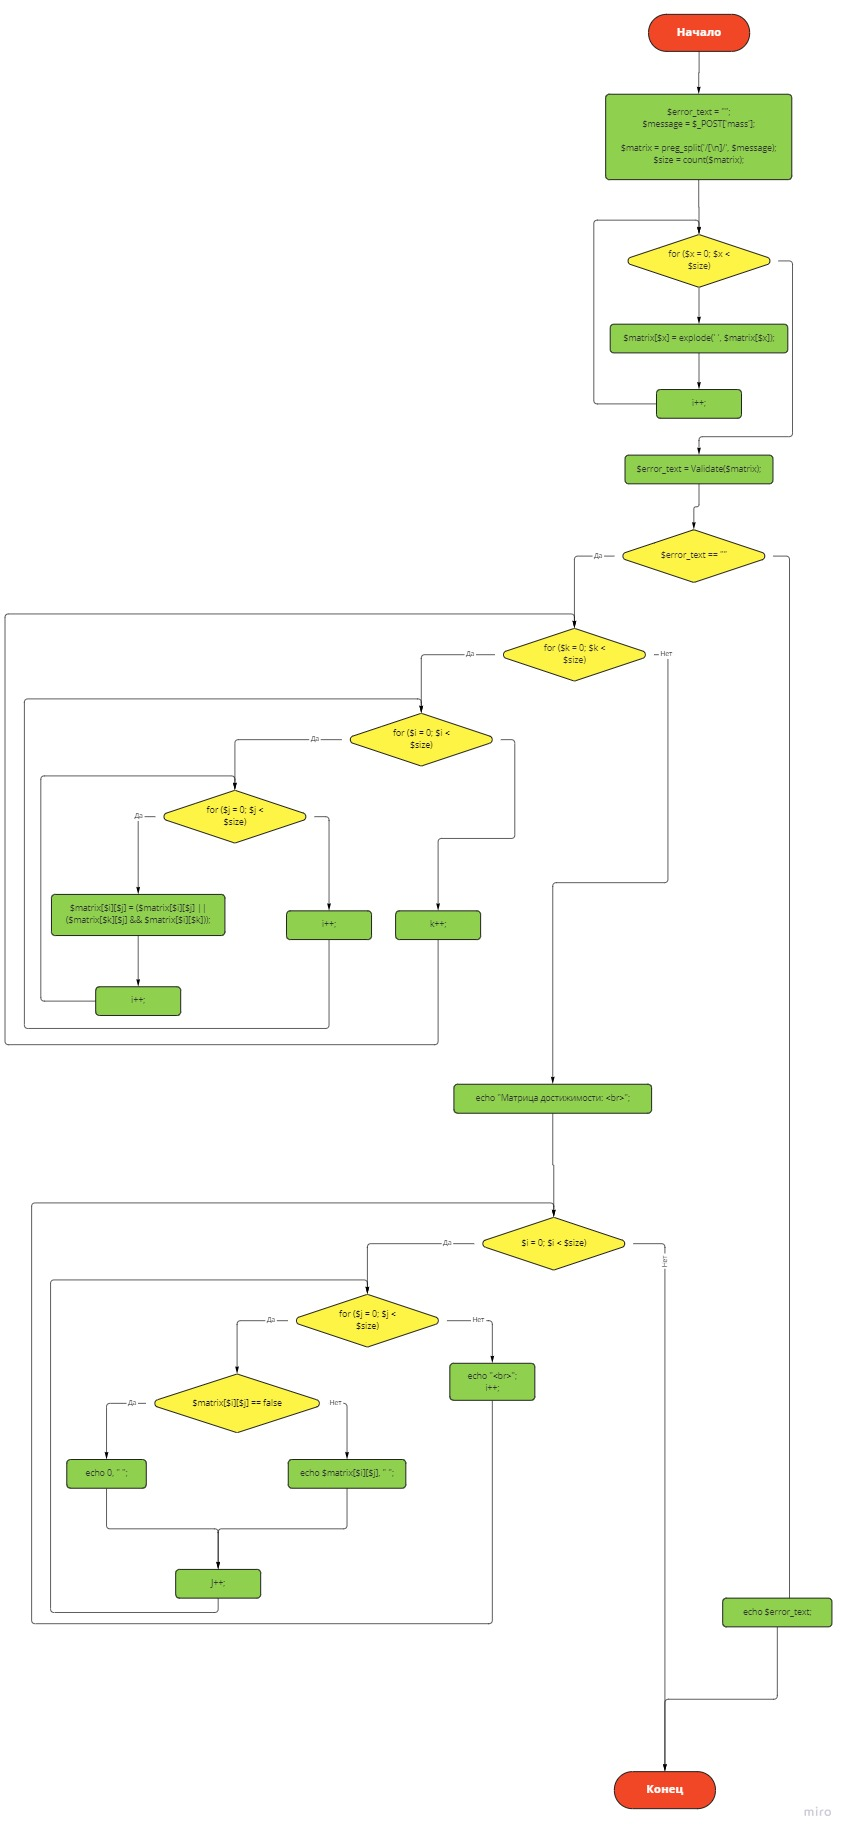 Начало
$error_text = "";
$message = $_POST['mass'];
$matrix = preg_split('/[\n]/', $message);
$size = count($matrix);
for ($x = 0; $x <
$size)
$matrix[$x] = explode(' ', $matrix[$x]);
i++;
$error_text = Validate($matrix);
$error_text == ""
Да
for ($k = 0; $k <
$size)
Да
Нет
for ($i = 0; $i <
$size)
Да
for ($j = 0; $j <
$size)
Да
$matrix[$i][$j] = ($matrix[$i][$j] ||
($matrix[$k][$j] && $matrix[$i][$k]));
i++;
k++;
i++;
echo "Матрица достижимости: <br>";
$i = 0; $i < $size)
Да
Нет
for ($j = 0; $j <
$size)
Да
Нет
echo "<br>";
i++;
$matrix[$i][$j] == false
Да
Нет
echo 0, " ";
echo $matrix[$i][$j], " ";
j++;
echo $error_text;
Конец
miro